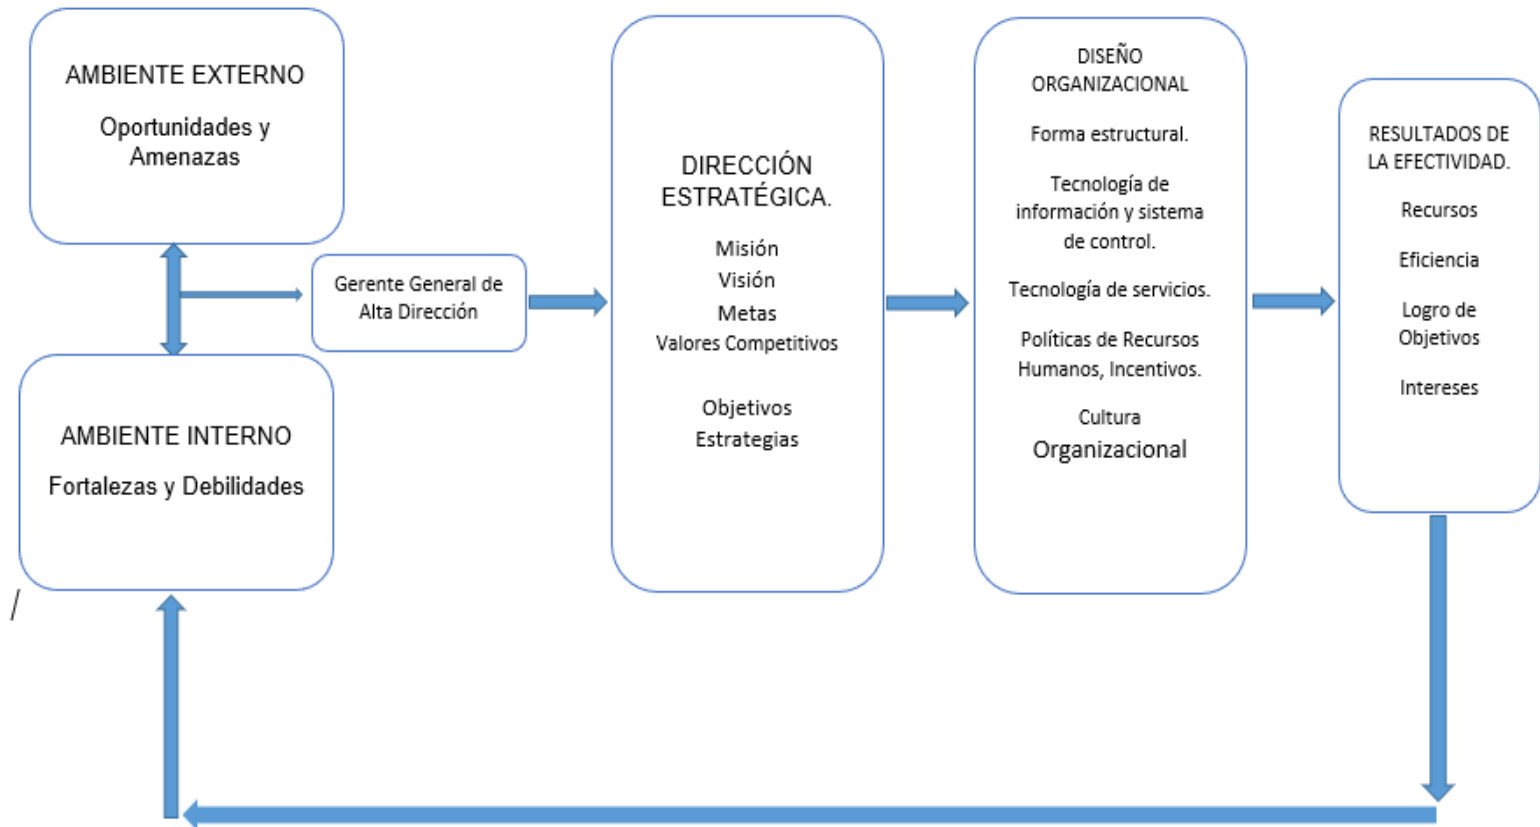 AMBIENTE EXTERNO
Oportunidades y
Amenazas
AMBIENTE INTERNO
Fortalezas y Debilidades
/
Gerente General de
Alta Dirección
DIRECCIÓN
ESTRATÉGICA.
Misión
Visión
Metas
Valores Competitivos
Objetivos
Estrategias
DISEÑO
ORGANIZACIONAL
Forma estructural.
Tecnología de
información y sistema
de control.
Tecnología de servicios.
Políticas de Recursos
Humanos, Incentivos.
Cultura
Organizacional
RESULTADOS DE
LA EFECTIVIDAD.
Recursos
Eficiencia
Logro de
Objetivos
Intereses